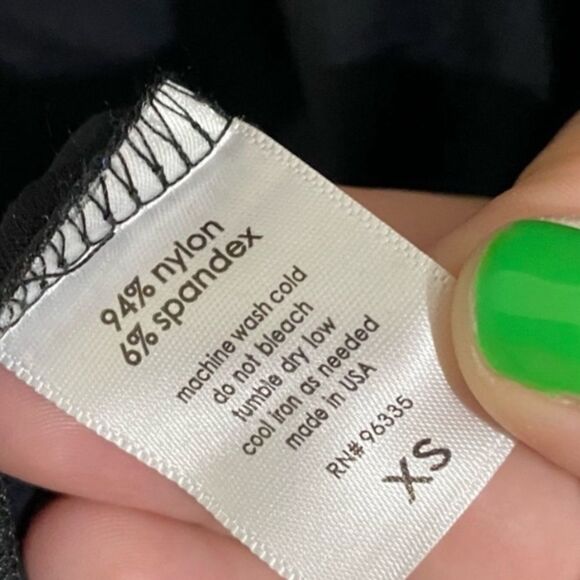 94% nylon
6% spandex
machine wash cold
do not bleach
tumble dry low
cool iron as needed
made in USA
RN# 96335
XS